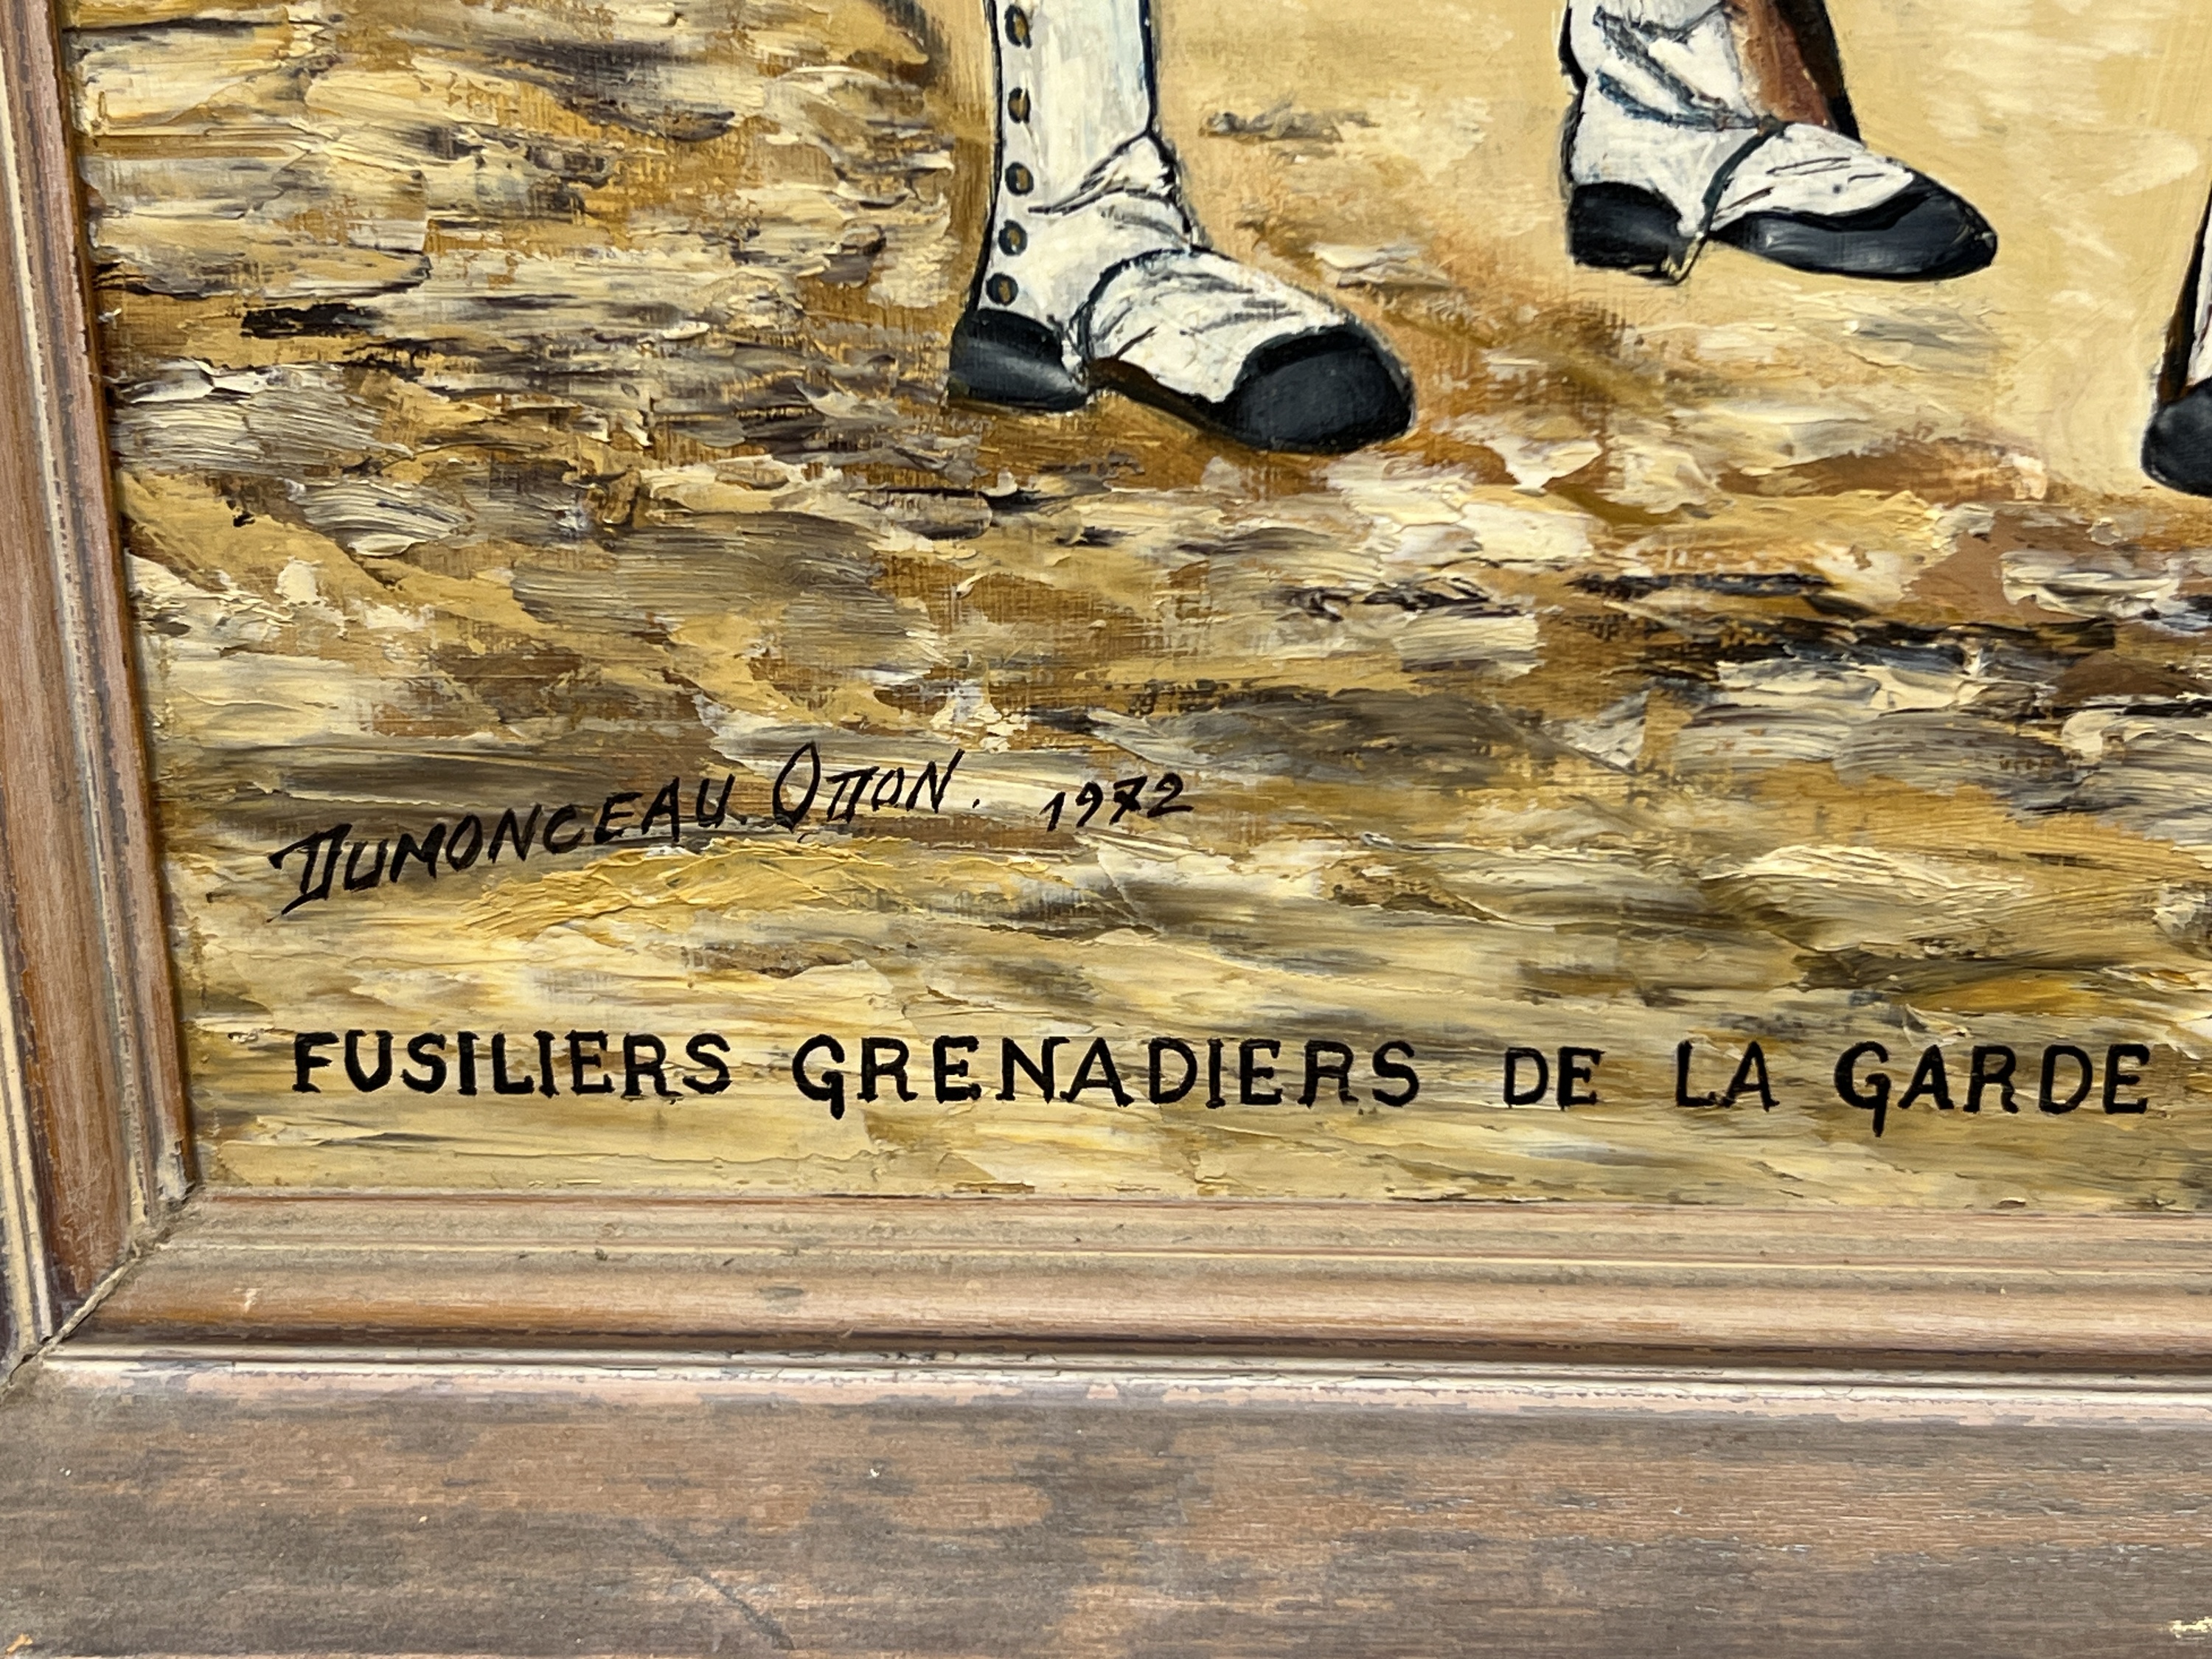 DUMONCEAU. OTTON. 1972
FUSILIERS GRENADIERS DE LA GARDE